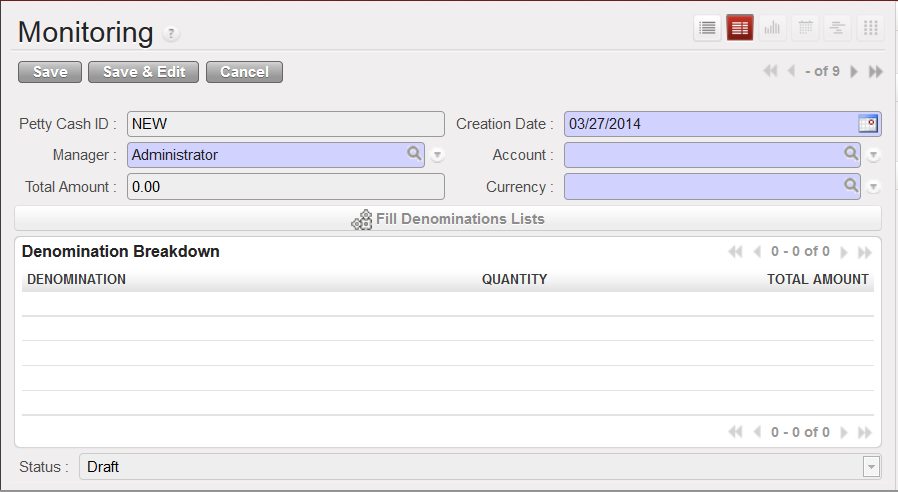 Monitoring ?
Save Save & Edit Cancel - of 9
Petty Cash ID : NEW Creation Date : 03/27/2014
Manager : Administrator Account :
Total Amount : 0.00 Currency :
Fill Denominations Lists
Denomination Breakdown 0 - 0 of 0
DENOMINATION QUANTITY TOTAL AMOUNT
0 - 0 of 0
Status : Draft